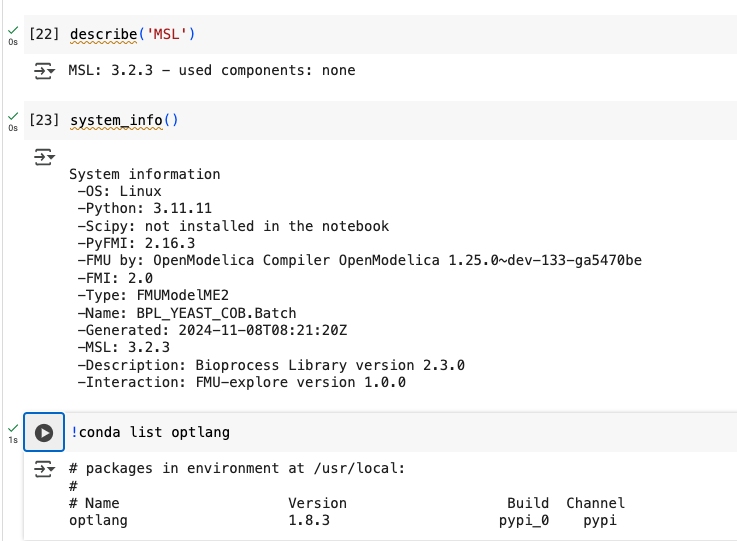 [22] describe('MSL')
0s
MSL: 3.2.3 - used components: none
[23] system_info()
0s
System information
-OS: Linux
-Python: 3.11.11
-Scipy: not installed in the notebook
-PyFMI: 2.16.3
-FMU by: OpenModelica Compiler OpenModelica 1.25.0~dev-133-ga5470be
-FMI: 2.0
-Type: FMUModelME2
-Name: BPL_YEAST_COB.Batch
-Generated: 2024-11-08T08:21:20Z
-MSL: 3.2.3
-Description: Bioprocess Library version 2.3.0
-Interaction: FMU-explore version 1.0.0
!conda list optlang
1s
# packages in environment at /usr/local:
#
# Name Version Build Channel
optlang 1.8.3 pypi_0 pypi